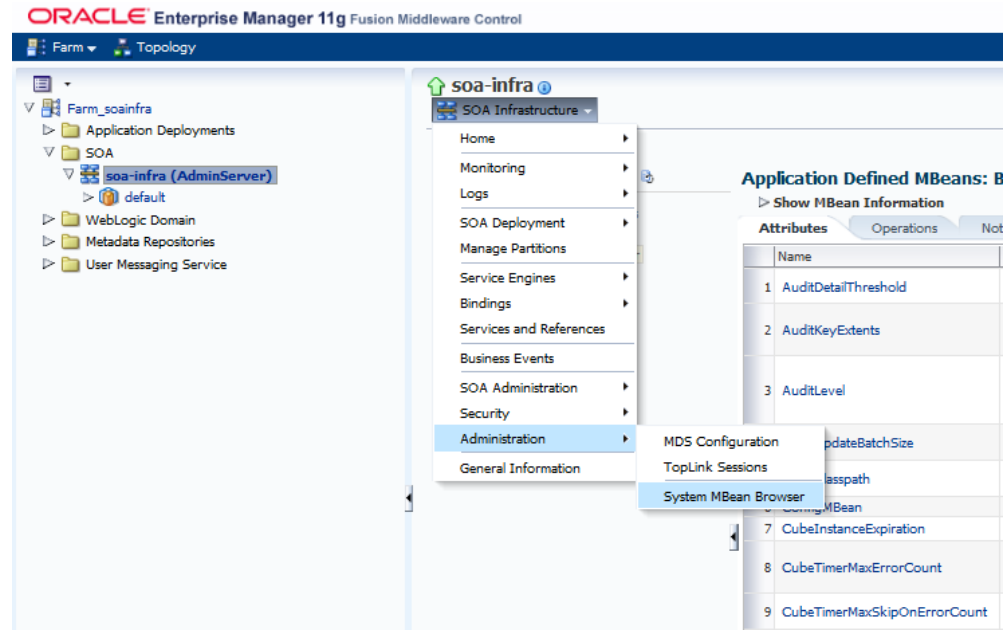 ORACLE Enterprise Manager 11g Fusion Middleware Control
Farm Topology
Farm_soainfra
Application Deployments
SOA
soa-infra (AdminServer)
default
WebLogic Domain
Metadata Repositories
User Messaging Service
soa-infra
SOA Infrastructure
Home
Monitoring
Logs
SOA Deployment
Manage Partitions
Service Engines
Bindings
Services and References
Business Events
SOA Administration
Security
Administration
General Information
MDS Configuration
TopLink Sessions
System MBean Browser
Application Defined MBeans: B
Show MBean Information
Attributes Operations Not
Name
1 AuditDetailThreshold
2 AuditKeyExtents
3 AuditLevel
pdateBatchSize
lasspath
7 CubeInstanceExpiration
8 CubeTimerMaxErrorCount
9 CubeTimerMaxSkipOnErrorCount